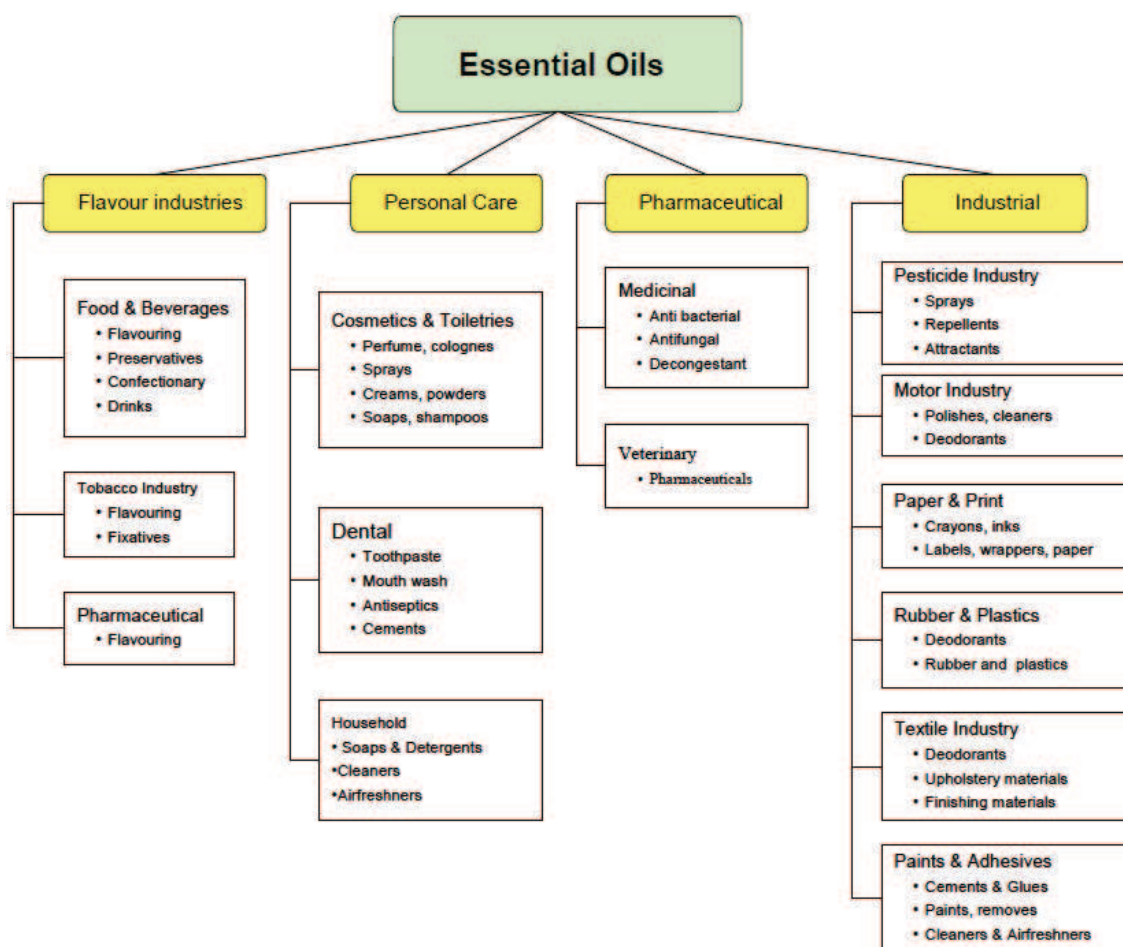 Essential Oils
Flavour industries
Food & Beverages
• Flavouring
• Preservatives
• Confectionary
• Drinks
Tobacco Industry
• Flavouring
• Fixatives
Pharmaceutical
• Flavouring
Personal Care
Cosmetics & Toiletries
• Perfume, colognes
• Sprays
• Creams, powders
• Soaps, shampoos
Dental
• Toothpaste
• Mouth wash
• Antiseptics
• Cements
Household
• Soaps & Detergents
•Cleaners
•Airfreshners
Pharmaceutical
Medicinal
• Anti bacterial
• Antifungal
• Decongestant
Veterinary
• Pharmaceuticals
Industrial
Pesticide Industry
• Sprays
• Repellents
• Attractants
Motor Industry
• Polishes, cleaners
• Deodorants
Paper & Print
• Crayons, inks
• Labels, wrappers, paper
Rubber & Plastics
• Deodorants
• Rubber and plastics
Textile Industry
• Deodorants
• Upholstery materials
• Finishing materials
Paints & Adhesives
• Cements & Glues
• Paints, removes
• Cleaners & Airfreshners